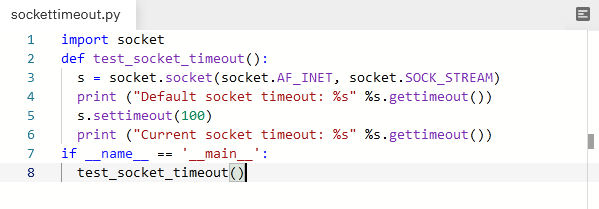 sockettimeout.py
1 import socket
2 def test_socket_timeout():
3   s = socket.socket(socket.AF_INET, socket.SOCK_STREAM)
4   print ("Default socket timeout: %s" %s.gettimeout())
5   s.settimeout(100)
6   print ("Current socket timeout: %s" %s.gettimeout())
7 if __name__ == '__main__':
8   test_socket_timeout()